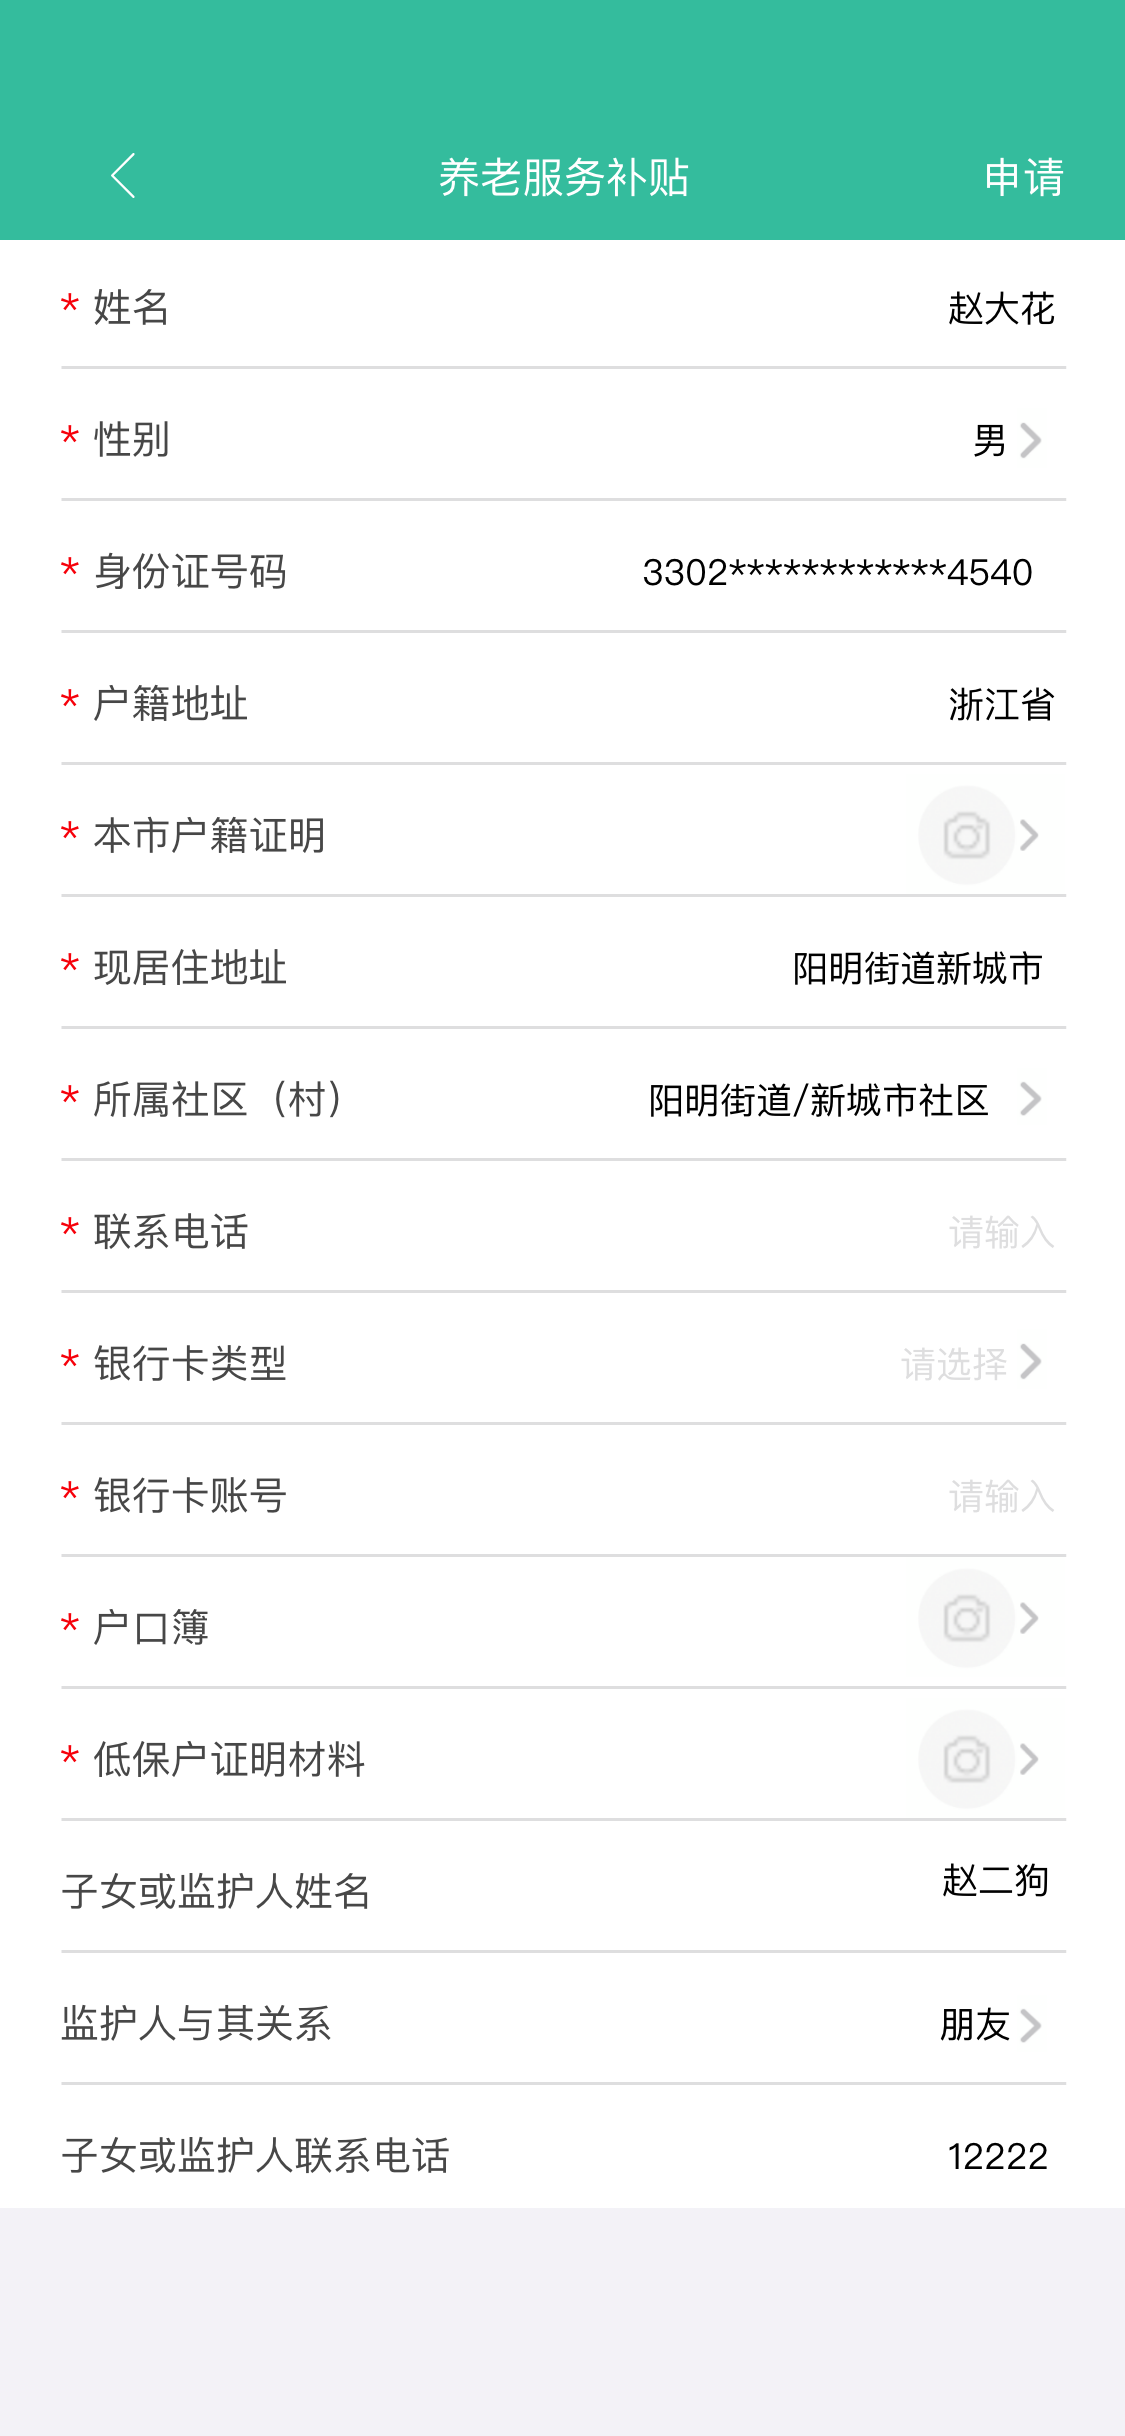 养老服务补贴 申请
* 姓名 赵大花
* 性别 男
* 身份证号码 3302************4540
* 户籍地址 浙江省
* 本市户籍证明
* 现居住地址 阳明街道新城市
* 所属社区（村） 阳明街道/新城市社区
* 联系电话 请输入
* 银行卡类型 请选择
* 银行卡账号 请输入
* 户口簿
* 低保户证明材料
子女或监护人姓名 赵二狗
监护人与其关系 朋友
子女或监护人联系电话 12222